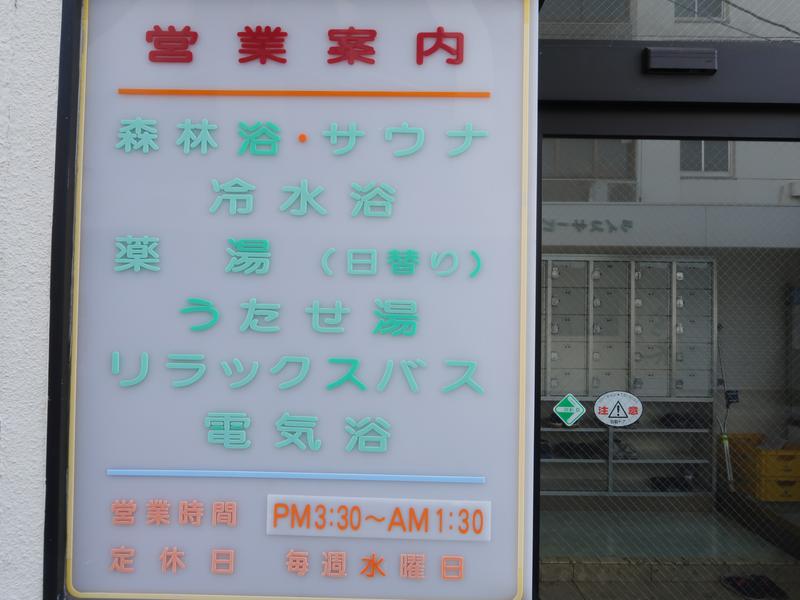 営業案内
森林浴・サウナ
冷水浴
薬湯（日替り）
うたせ湯
リラックスバス
電気浴
営業時間 PM3:30～AM1:30
定休日 毎週水曜日
注意